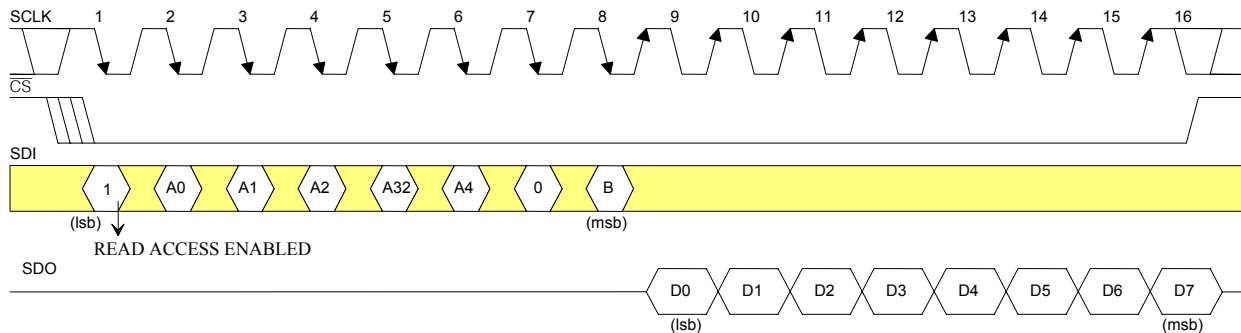 SCLK 1 2 3 4 5 6 7 8 9 10 11 12 13 14 15 16
CS
SDI
1 A0 A1 A2 A32 A4 0 B
(lsb) (msb)
READ ACCESS ENABLED
SDO
D0 D1 D2 D3 D4 D5 D6 D7
(lsb) (msb)